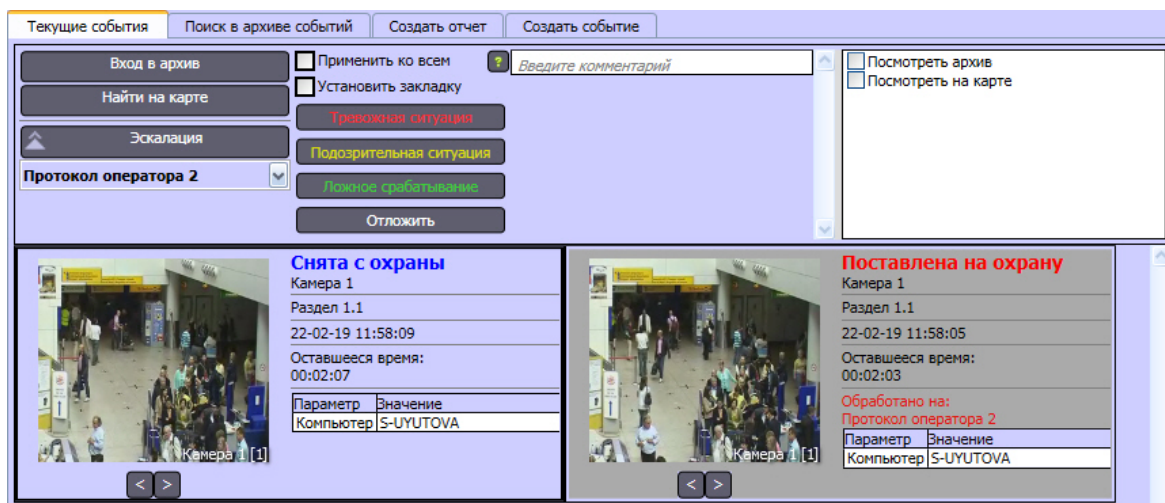 Текущие события
Поиск в архиве событий
Создать отчет
Создать событие
Вход в архив
Найти на карте
Эскалация
Протокол оператора 2
Применить ко всем
Установить закладку
Тревожная ситуация
Подозрительная ситуация
Ложное срабатывание
Отложить
?
Введите комментарий
Посмотреть архив
Посмотреть на карте
Снята с охраны
Камера 1
Раздел 1.1
22-02-19 11:58:09
Оставшееся время:
00:02:07
Параметр Значение
Компьютер S-UYUTOVA
Камера 1 [1]
< >
Поставлена на охрану
Камера 1
Раздел 1.1
22-02-19 11:58:05
Оставшееся время:
00:02:03
Обработано на:
Протокол оператора 2
Параметр Значение
Компьютер S-UYUTOVA
Камера 1 [1]
< >